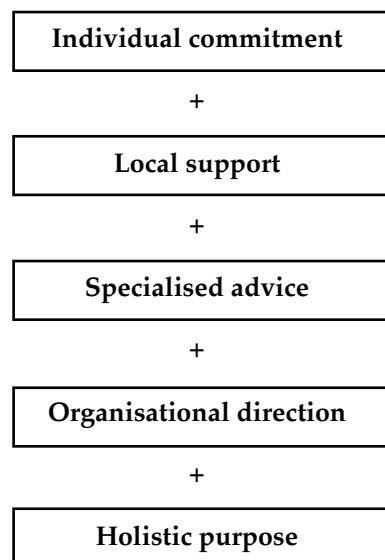 Individual commitment
+
Local support
+
Specialised advice
+
Organisational direction
+
Holistic purpose